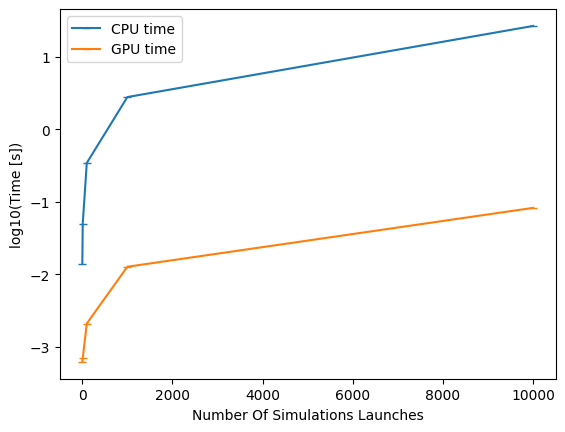 CPU time
GPU time
1
0
−1
−2
−3
log10(Time [s])
0
2000
4000
6000
8000
10000
Number Of Simulations Launches